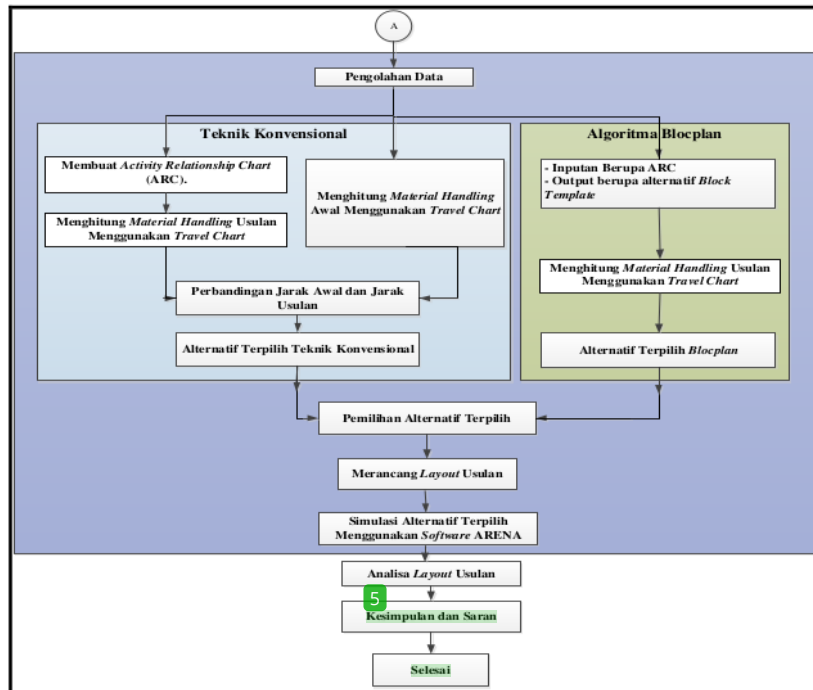 A
Pengolahan Data
Teknik Konvensional
Membuat Activity Relationship Chart
(ARC).
Menghitung Material Handling Usulan
Menggunakan Travel Chart
Menghitung Material Handling
Awal Menggunakan Travel Chart
Perbandingan Jarak Awal dan Jarak
Usulan
Alternatif Terpilih Teknik Konvensional
Algoritma Blocplan
- Inputan Berupa ARC
- Output berupa alternatif Block
Template
Menghitung Material Handling Usulan
Menggunakan Travel Chart
Alternatif Terpilih Blocplan
Pemilihan Alternatif Terpilih
Merancang Layout Usulan
Simulasi Alternatif Terpilih
Menggunakan Software ARENA
Analisa Layout Usulan
5
Kesimpulan dan Saran
Selesai